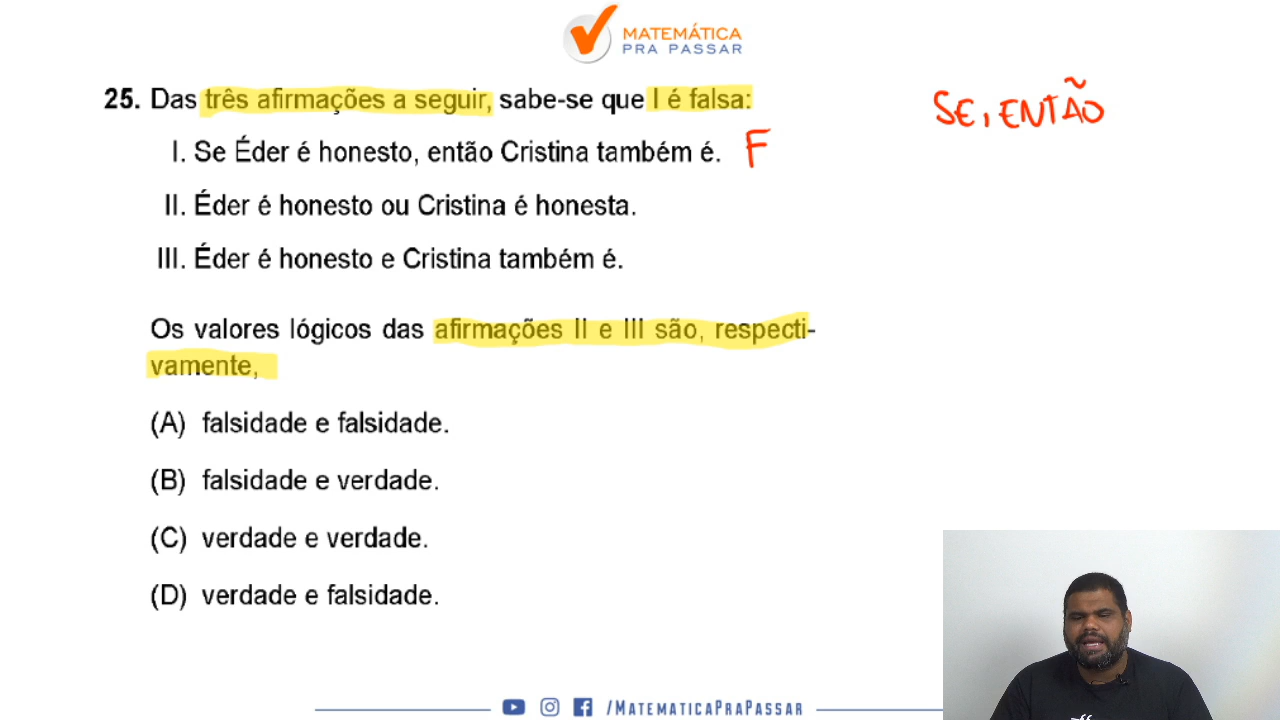 MATEMÁTICA
PRA PASSAR
25. Das três afirmações a seguir, sabe-se que I é falsa:
SE, ENTÃO
I. Se Éder é honesto, então Cristina também é. F
II. Éder é honesto ou Cristina é honesta.
III. Éder é honesto e Cristina também é.
Os valores lógicos das afirmações II e III são, respecti-
vamente,
(A) falsidade e falsidade.
(B) falsidade e verdade.
(C) verdade e verdade.
(D) verdade e falsidade.
/MATEMATICAPRAPASSAR